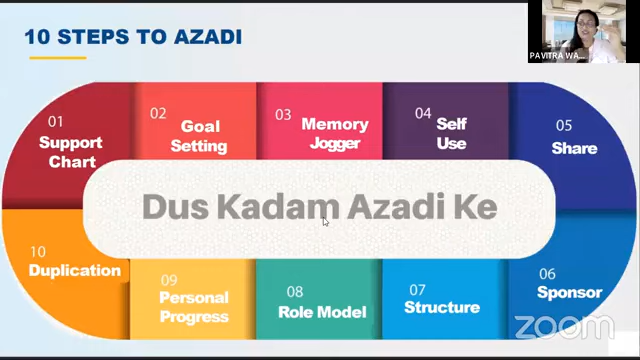 10 STEPS TO AZADI
PAVITRA WA...
01
Support
Chart
02
Goal
Setting
03
Memory
Jogger
04
Self
Use
05
Share
Dus Kadam Azadi Ke
10
Duplication
09
Personal
Progress
08
Role Model
07
Structure
06
Sponsor
zoom